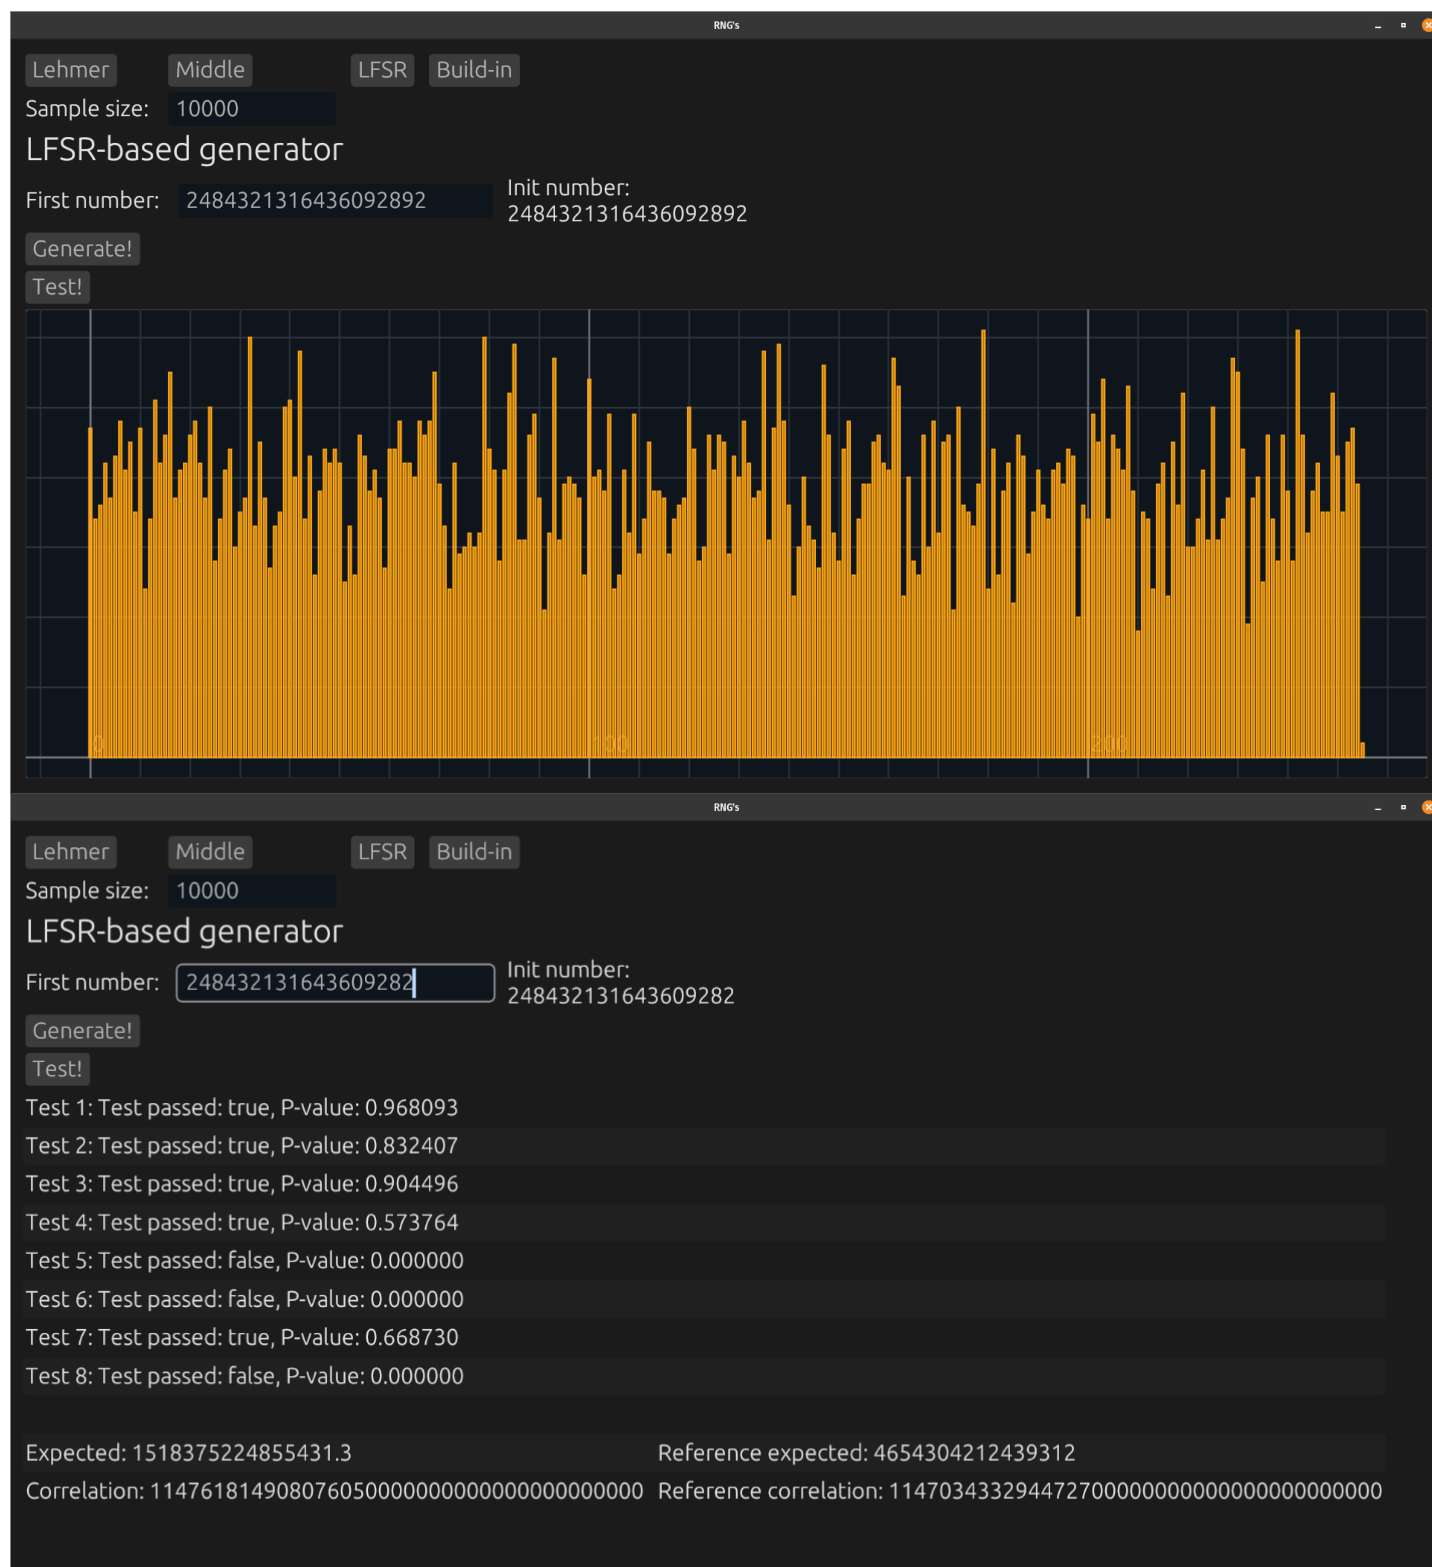 RNG's
Lehmer Middle LFSR Build-in
Sample size: 10000
LFSR-based generator
First number: 2484321316436092892 Init number:
2484321316436092892
Generate!
Test!
0 100 200
RNG's
Lehmer Middle LFSR Build-in
Sample size: 10000
LFSR-based generator
First number: 248432131643609282 Init number:
248432131643609282
Generate!
Test!
Test 1: Test passed: true, P-value: 0.968093
Test 2: Test passed: true, P-value: 0.832407
Test 3: Test passed: true, P-value: 0.904496
Test 4: Test passed: true, P-value: 0.573764
Test 5: Test passed: false, P-value: 0.000000
Test 6: Test passed: false, P-value: 0.000000
Test 7: Test passed: true, P-value: 0.668730
Test 8: Test passed: false, P-value: 0.000000
Expected: 1518375224855431.3 Reference expected: 4654304212439312
Correlation: 114761814908076050000000000000000000000 Reference correlation: 114703433294472700000000000000000000000